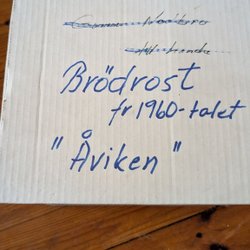 Brödrost
fr 1960-talet
"Åviken"